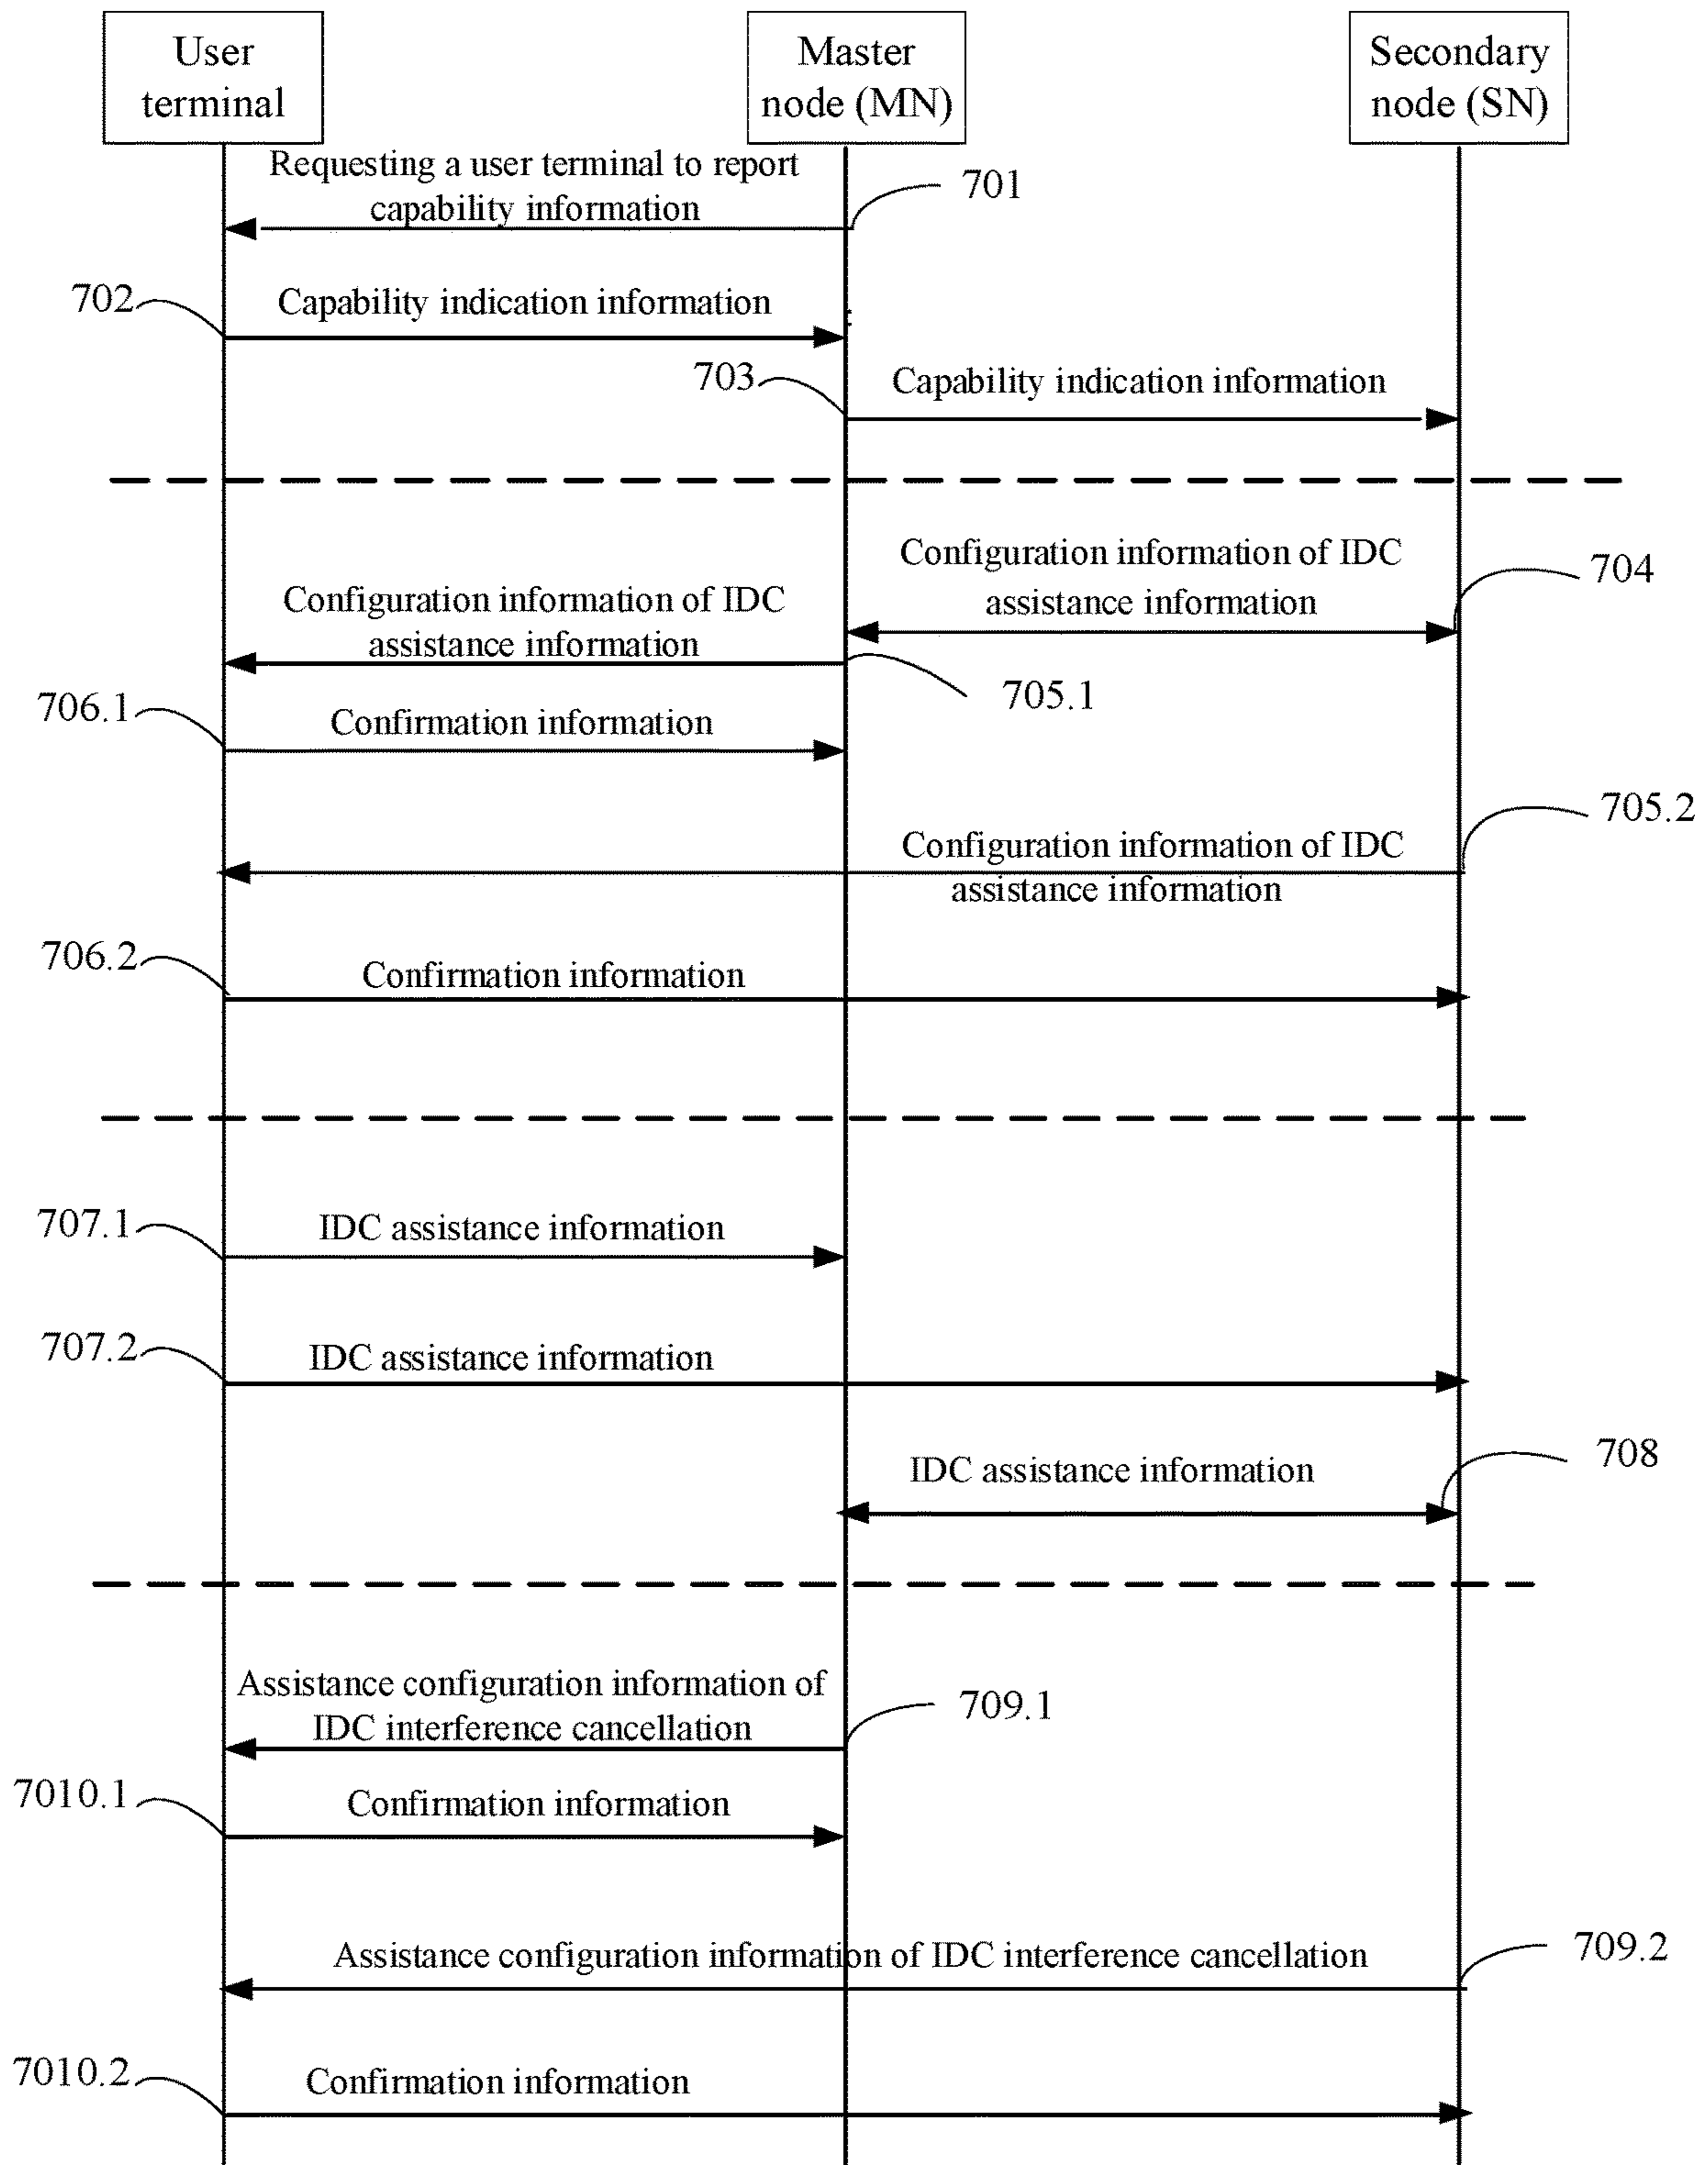 User
terminal
Master
node (MN)
Secondary
node (SN)
Requesting a user terminal to report
capability information
701
702
Capability indication information
703
Capability indication information
Configuration information of IDC
assistance information
704
Configuration information of IDC
assistance information
705.1
706.1
Confirmation information
705.2
Configuration information of IDC
assistance information
706.2
Confirmation information
707.1
IDC assistance information
707.2
IDC assistance information
708
IDC assistance information
Assistance configuration information of
IDC interference cancellation
709.1
7010.1
Confirmation information
709.2
Assistance configuration information of IDC interference cancellation
7010.2
Confirmation information